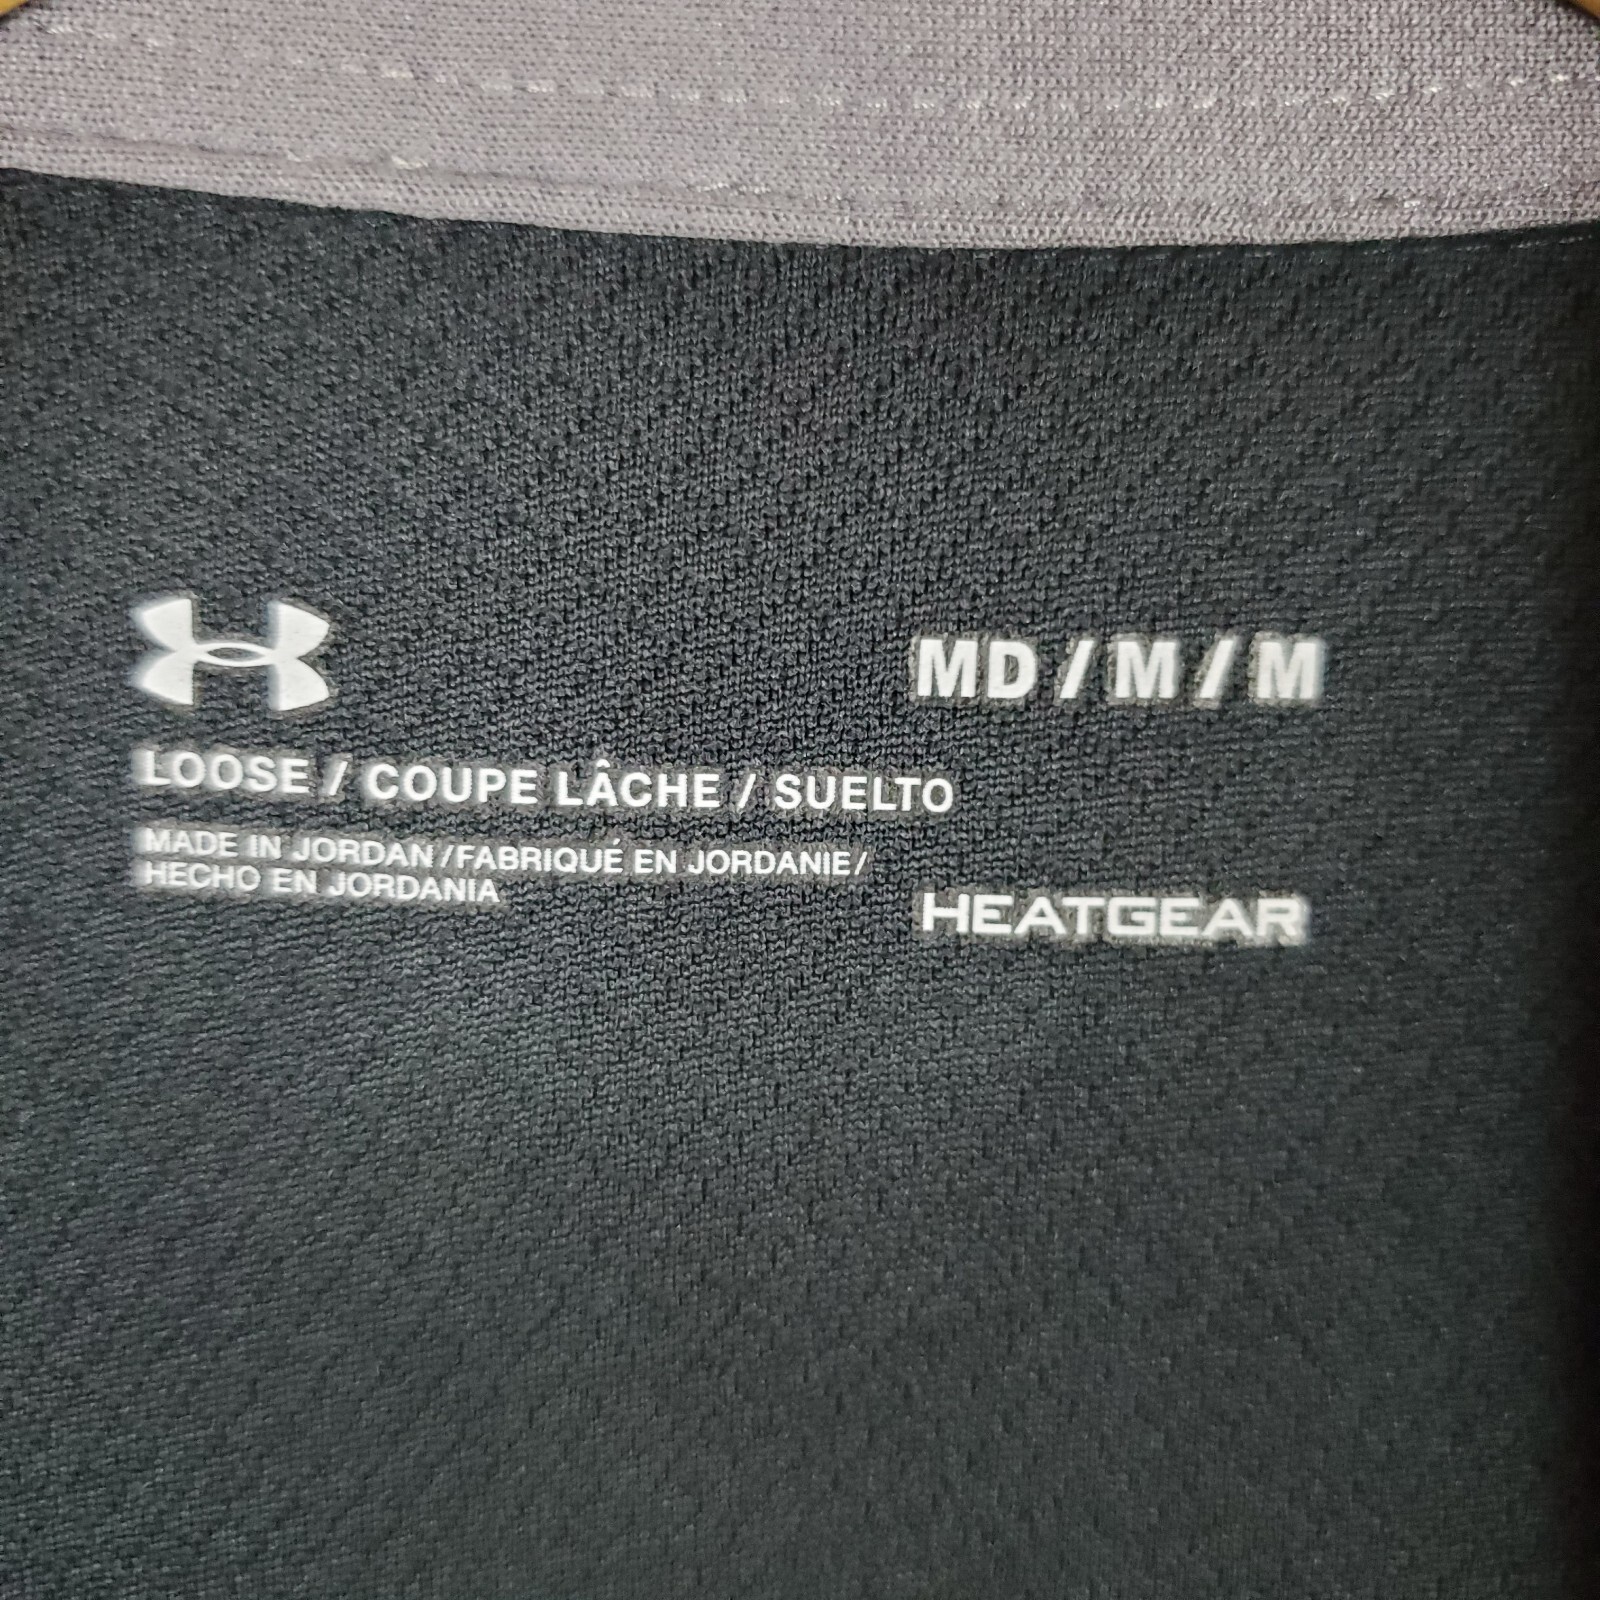 MD / M / M
LOOSE / COUPE LÂCHE / SUELTO
MADE IN JORDAN / FABRIQUÉ EN JORDANIE /
HECHO EN JORDANIA
HEATGEAR